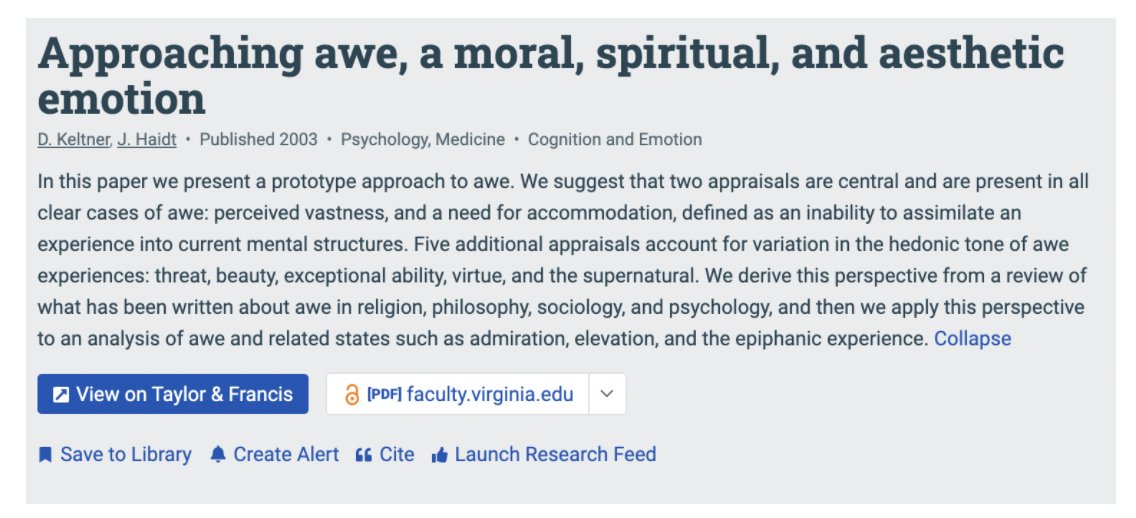 Approaching awe, a moral, spiritual, and aesthetic
emotion
D. Keltner, J. Haidt • Published 2003 • Psychology, Medicine • Cognition and Emotion
In this paper we present a prototype approach to awe. We suggest that two appraisals are central and are present in all
clear cases of awe: perceived vastness, and a need for accommodation, defined as an inability to assimilate an
experience into current mental structures. Five additional appraisals account for variation in the hedonic tone of awe
experiences: threat, beauty, exceptional ability, virtue, and the supernatural. We derive this perspective from a review of
what has been written about awe in religion, philosophy, sociology, and psychology, and then we apply this perspective
to an analysis of awe and related states such as admiration, elevation, and the epiphanic experience. Collapse
View on Taylor & Francis [PDF] faculty.virginia.edu
Save to Library Create Alert Cite Launch Research Feed